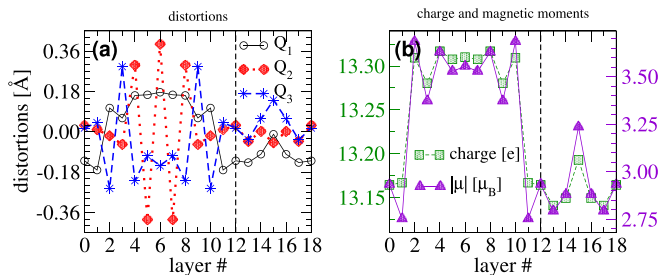 distortions
charge and magnetic moments
(a)
Q1
Q2
Q3
distortions [Å]
0.36
0.18
0.00
-0.18
-0.36
0 2 4 6 8 10 12 14 16 18
layer #
(b)
13.30
13.25
13.20
13.15
charge [e]
|μ| [μB]
3.50
3.25
3.00
2.75
0 2 4 6 8 10 12 14 16 18
layer #